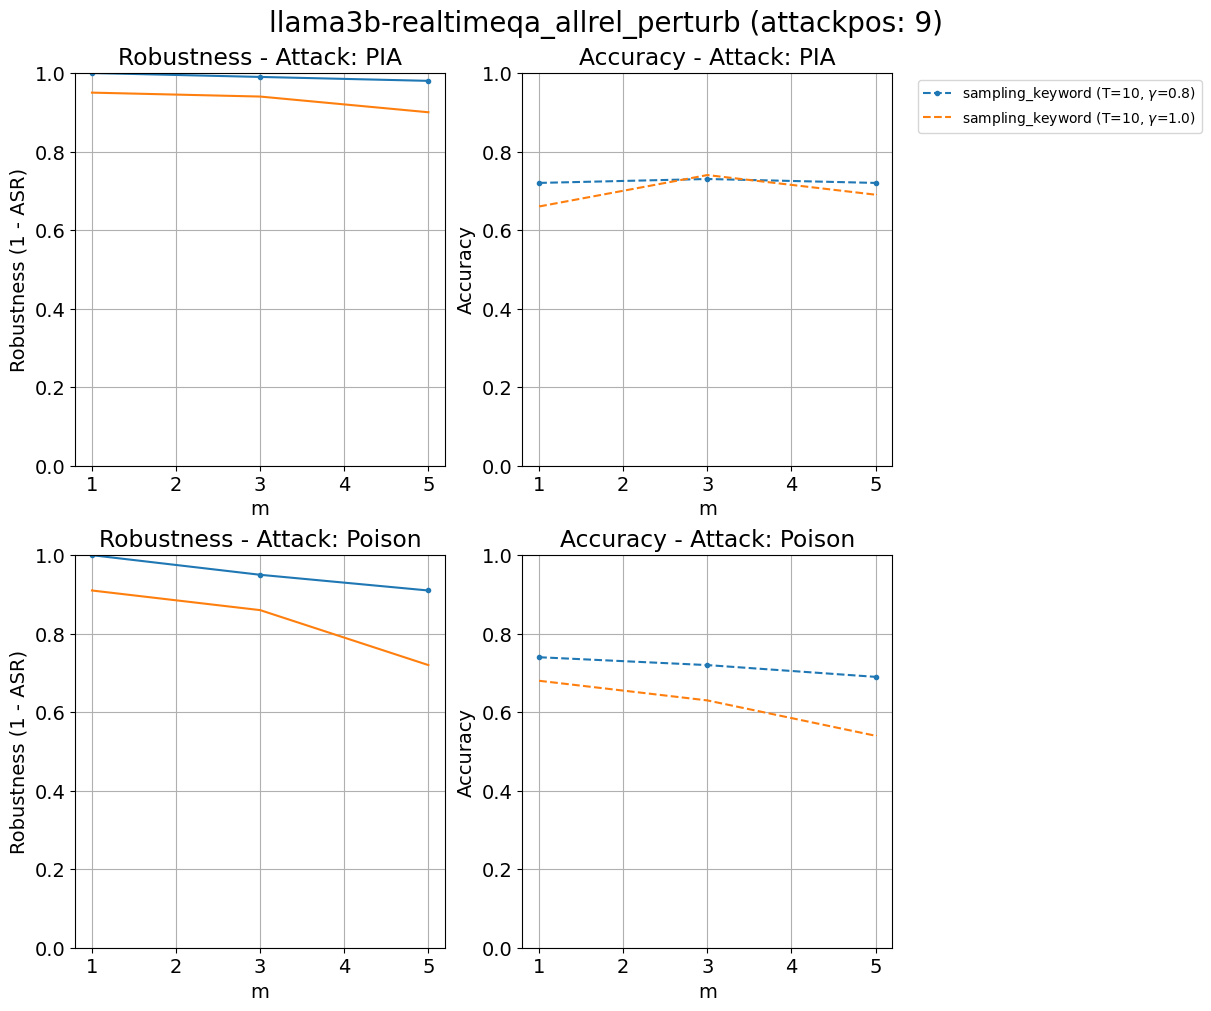 llama3b-realtimeqa_allrel_perturb (attackpos: 9)
Robustness - Attack: PIA
Robustness (1 - ASR)
1.0
0.8
0.6
0.4
0.2
0.0
1 2 3 4 5
m
Accuracy - Attack: PIA
Accuracy
1.0
0.8
0.6
0.4
0.2
0.0
1 2 3 4 5
m
sampling_keyword (T=10, γ=0.8)
sampling_keyword (T=10, γ=1.0)
Robustness - Attack: Poison
Robustness (1 - ASR)
1.0
0.8
0.6
0.4
0.2
0.0
1 2 3 4 5
m
Accuracy - Attack: Poison
Accuracy
1.0
0.8
0.6
0.4
0.2
0.0
1 2 3 4 5
m